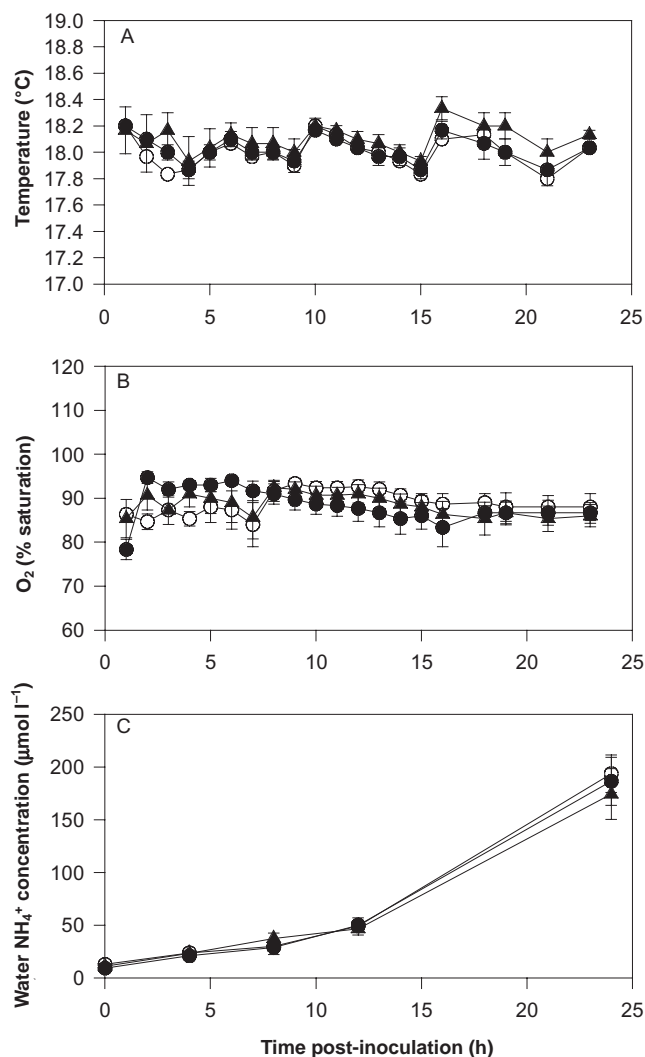 A
Temperature (°C)
19.0
18.8
18.6
18.4
18.2
18.0
17.8
17.6
17.4
17.2
17.0
0 5 10 15 20 25
B
O₂ (% saturation)
120
110
100
90
80
70
60
0 5 10 15 20 25
C
Water NH₄⁺ concentration (µmol l⁻¹)
250
200
150
100
50
0
0 5 10 15 20 25
Time post-inoculation (h)